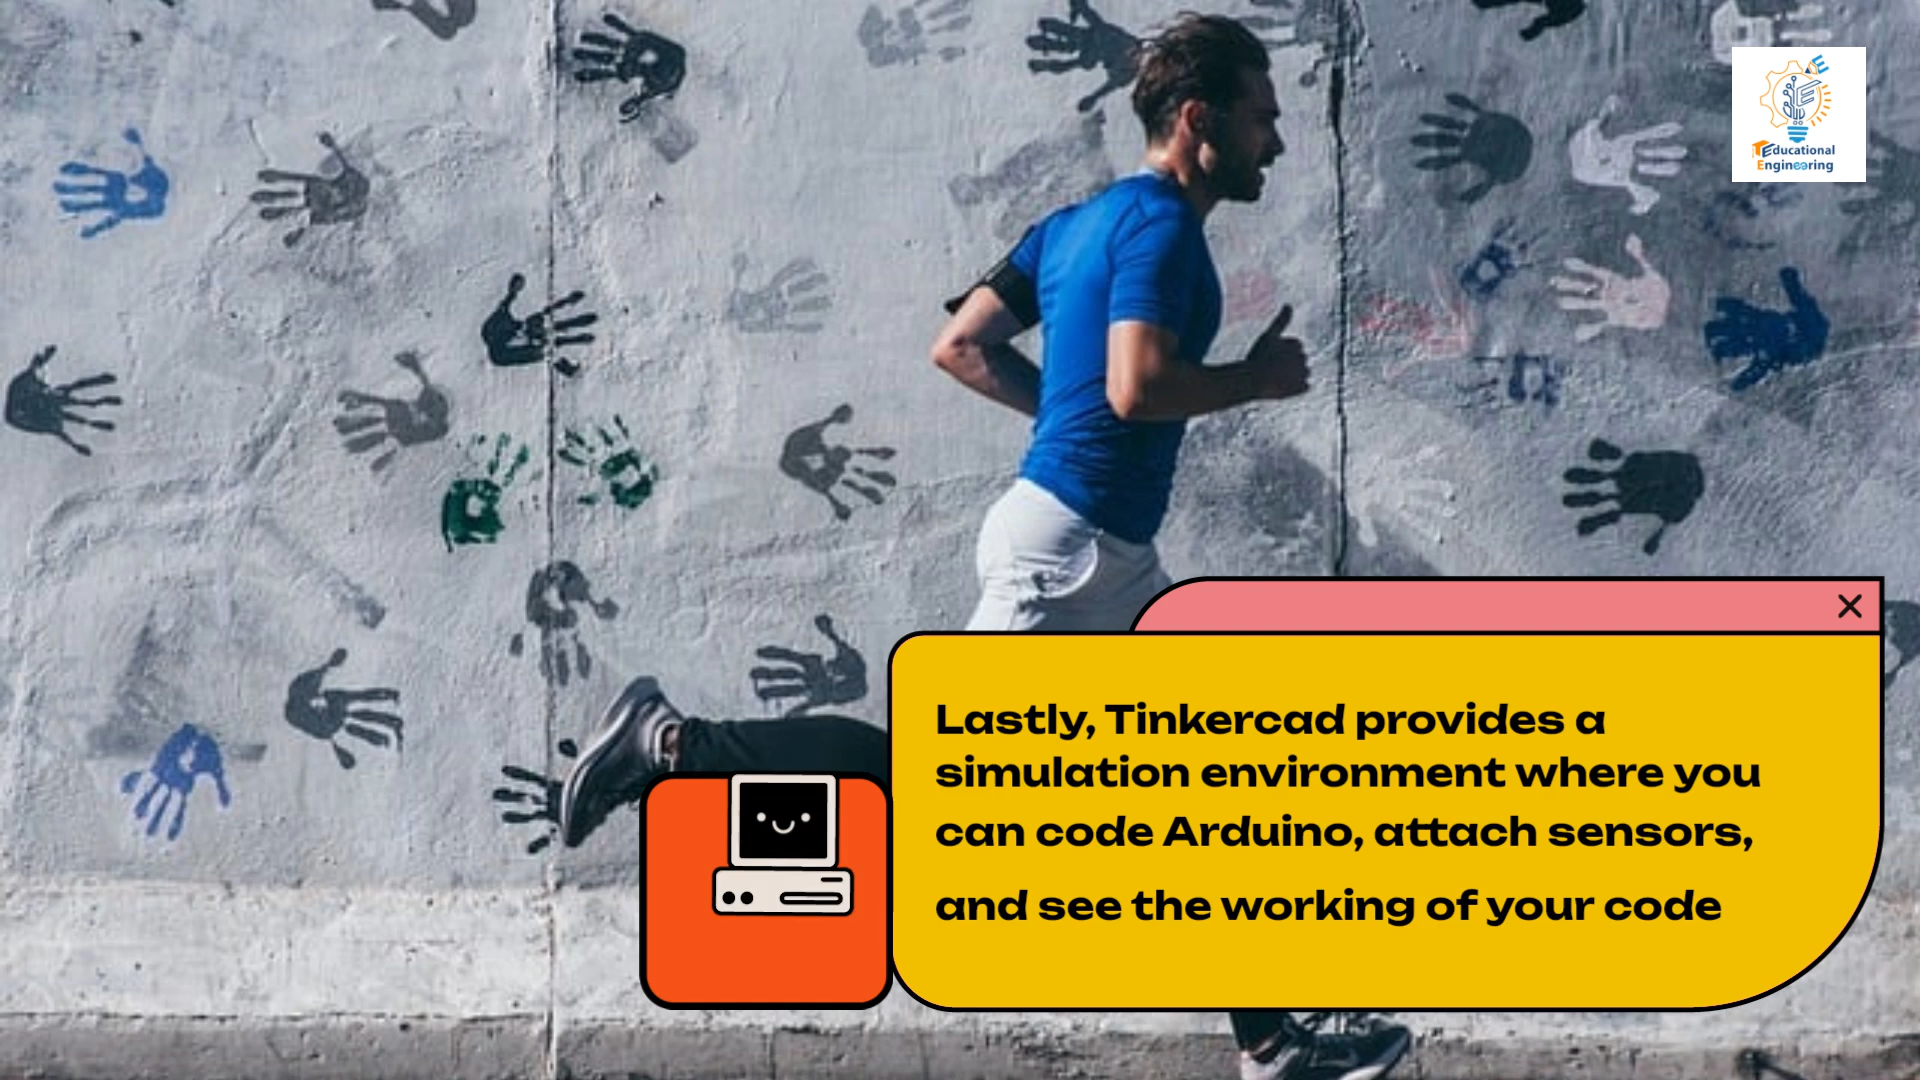 Educational
Engineering
Lastly, Tinkercad provides a
simulation environment where you
can code Arduino, attach sensors,
and see the working of your code